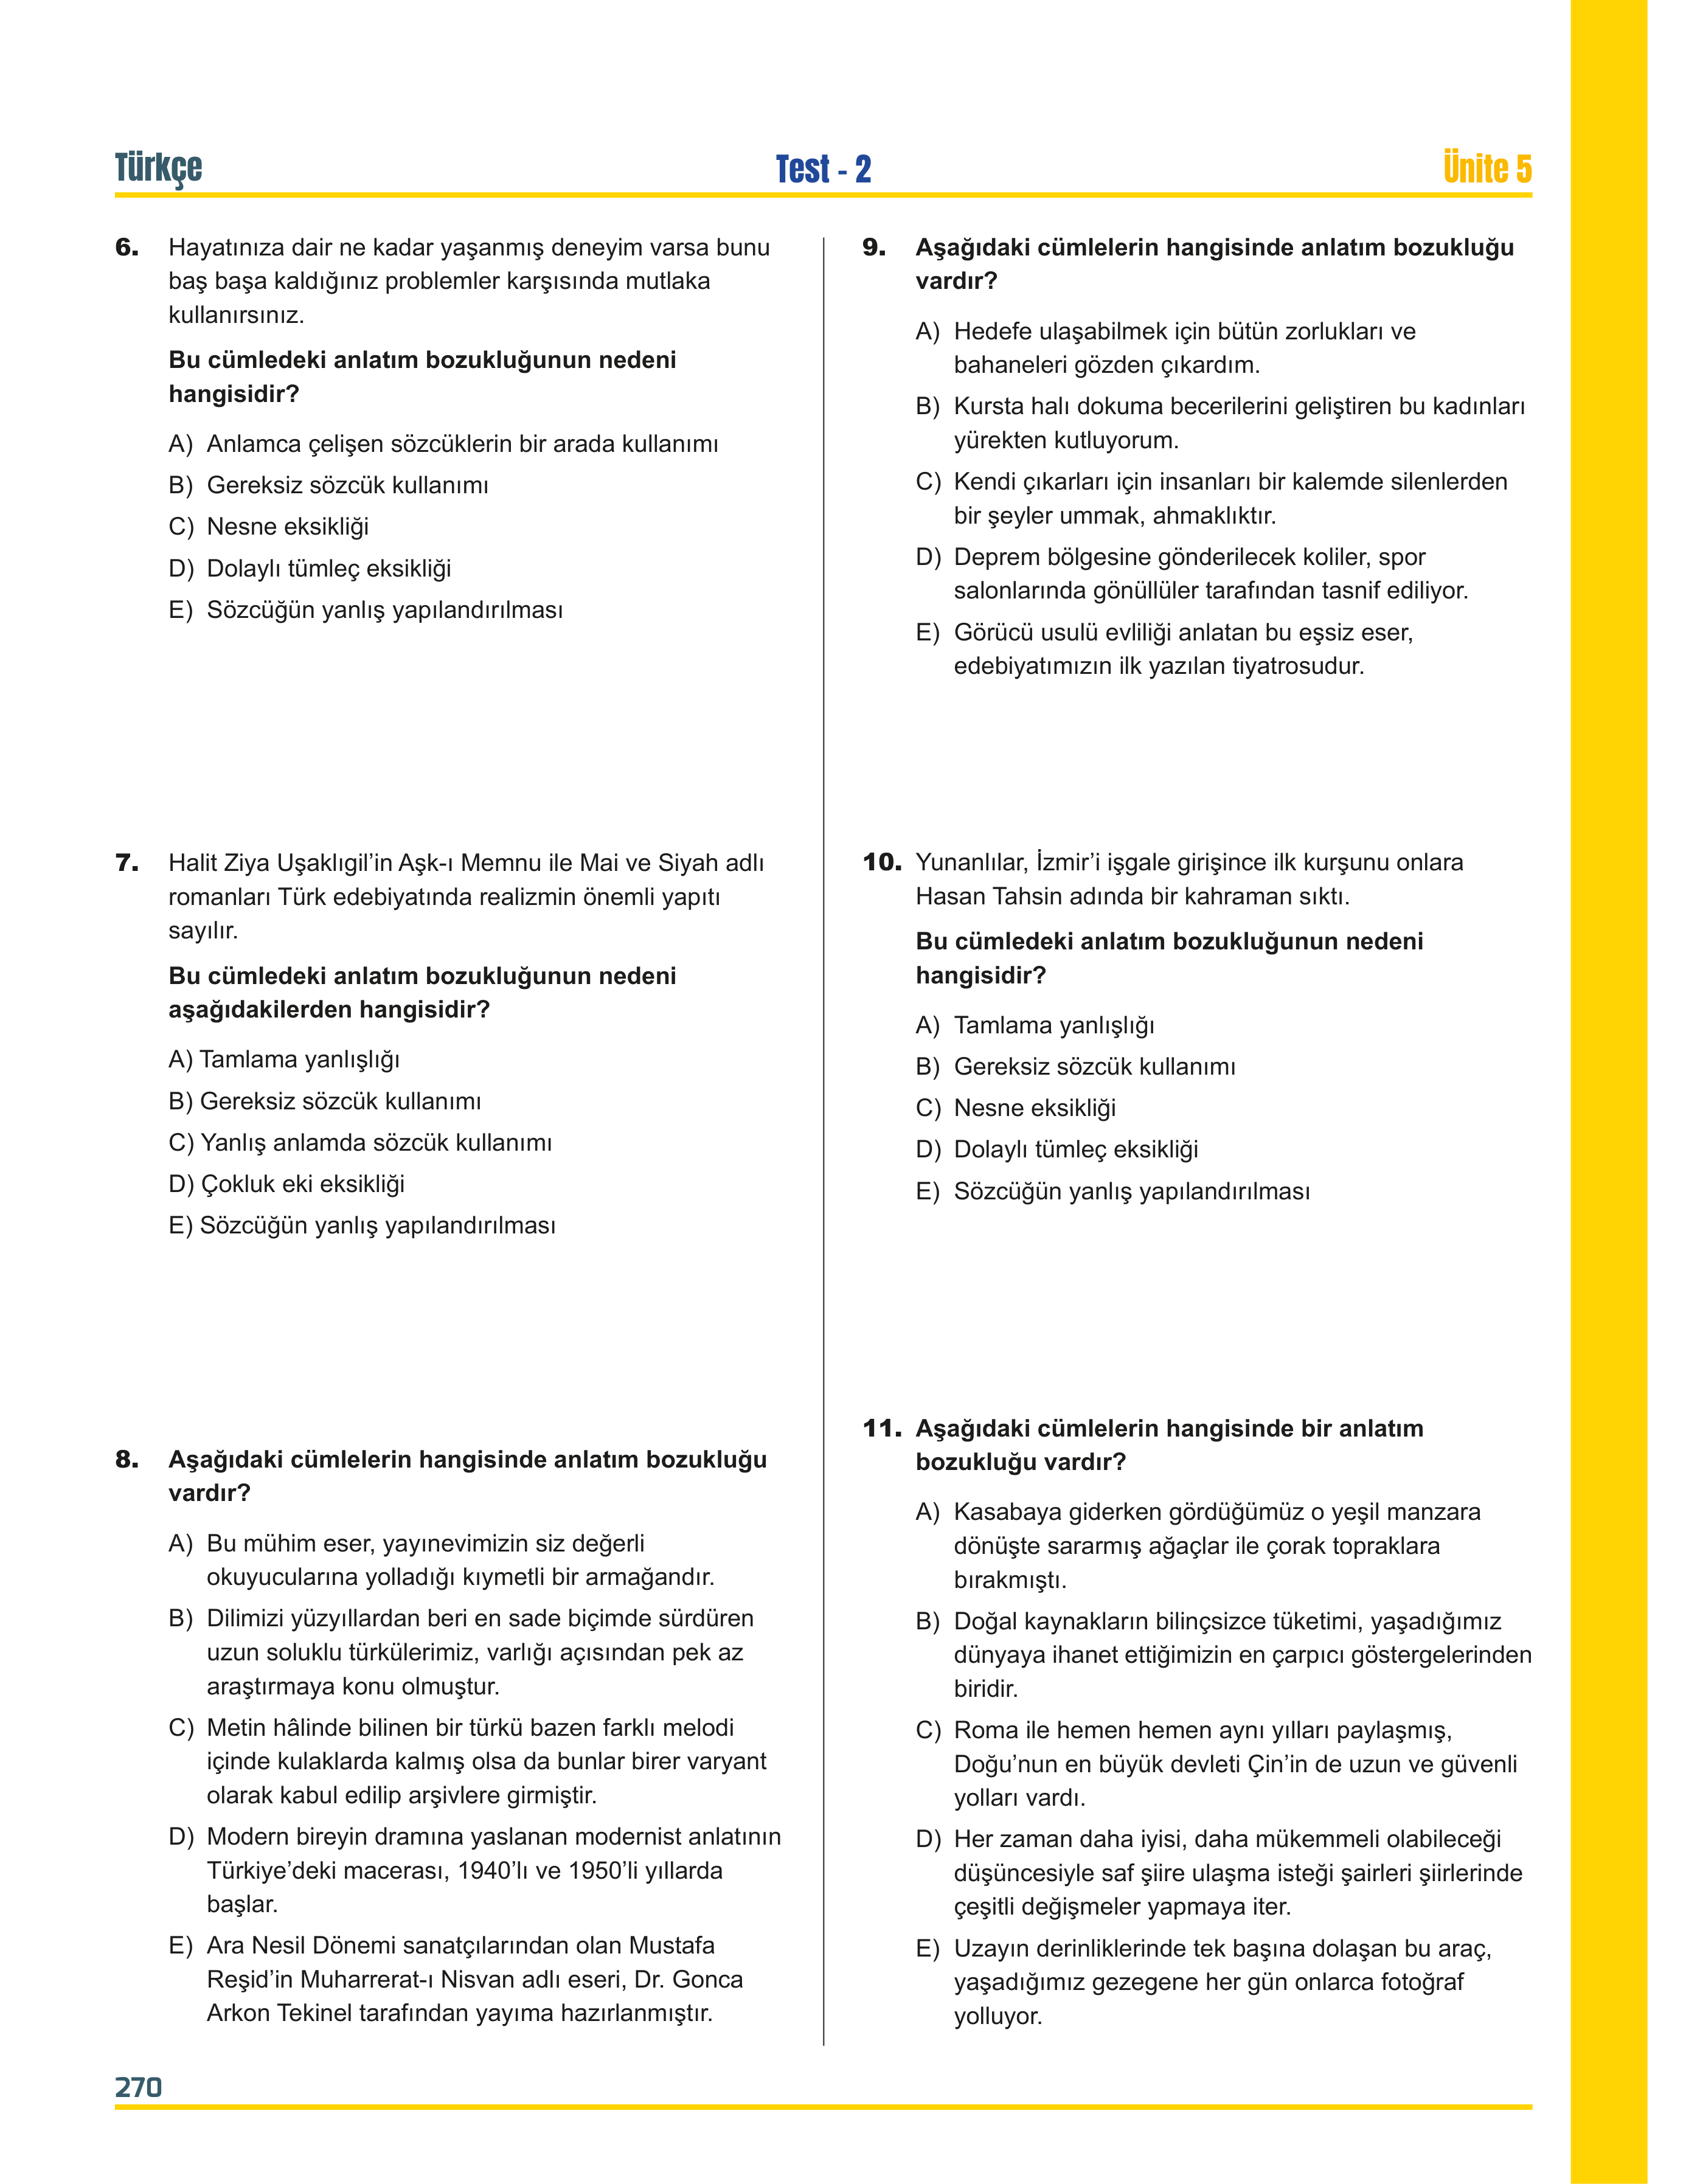 Türkçe
Test - 2
Ünite 5
6. Hayatınıza dair ne kadar yaşanmış deneyim varsa bunu
baş başa kaldığınız problemler karşısında mutlaka
kullanırsınız.
Bu cümledeki anlatım bozukluğunun nedeni
hangisidir?
A) Anlamca çelişen sözcüklerin bir arada kullanımı
B) Gereksiz sözcük kullanımı
C) Nesne eksikliği
D) Dolaylı tümleç eksikliği
E) Sözcüğün yanlış yapılandırılması
7. Halit Ziya Uşaklıgil’in Aşk-ı Memnu ile Mai ve Siyah adlı
romanları Türk edebiyatında realizmin önemli yapıtı
sayılır.
Bu cümledeki anlatım bozukluğunun nedeni
aşağıdakilerden hangisidir?
A) Tamlama yanlışlığı
B) Gereksiz sözcük kullanımı
C) Yanlış anlamda sözcük kullanımı
D) Çokluk eki eksikliği
E) Sözcüğün yanlış yapılandırılması
8. Aşağıdaki cümlelerin hangisinde anlatım bozukluğu
vardır?
A) Bu mühim eser, yayınevimizin siz değerli
okuyucularına yolladığı kıymetli bir armağandır.
B) Dilimizi yüzyıllardan beri en sade biçimde sürdüren
uzun soluklu türkülerimiz, varlığı açısından pek az
araştırmaya konu olmuştur.
C) Metin hâlinde bilinen bir türkü bazen farklı melodi
içinde kulaklarda kalmış olsa da bunlar birer varyant
olarak kabul edilip arşivlere girmiştir.
D) Modern bireyin dramına yaslanan modernist anlatının
Türkiye’deki macerası, 1940’lı ve 1950’li yıllarda
başlar.
E) Ara Nesil Dönemi sanatçılarından olan Mustafa
Reşid’in Muharrerat-ı Nisvan adlı eseri, Dr. Gonca
Arkon Tekinel tarafından yayıma hazırlanmıştır.
9. Aşağıdaki cümlelerin hangisinde anlatım bozukluğu
vardır?
A) Hedefe ulaşabilmek için bütün zorlukları ve
bahaneleri gözden çıkardım.
B) Kursta halı dokuma becerilerini geliştiren bu kadınları
yürekten kutluyorum.
C) Kendi çıkarları için insanları bir kalemde silenlerden
bir şeyler ummak, ahmaklıktır.
D) Deprem bölgesine gönderilecek koliler, spor
salonlarında gönüllüler tarafından tasnif ediliyor.
E) Görücü usulü evliliği anlatan bu eşsiz eser,
edebiyatımızın ilk yazılan tiyatrosudur.
10. Yunanlılar, İzmir’i işgale girişince ilk kurşunu onlara
Hasan Tahsin adında bir kahraman sıktı.
Bu cümledeki anlatım bozukluğunun nedeni
hangisidir?
A) Tamlama yanlışlığı
B) Gereksiz sözcük kullanımı
C) Nesne eksikliği
D) Dolaylı tümleç eksikliği
E) Sözcüğün yanlış yapılandırılması
11. Aşağıdaki cümlelerin hangisinde bir anlatım
bozukluğu vardır?
A) Kasabaya giderken gördüğümüz o yeşil manzara
dönüşte sararmış ağaçlar ile çorak topraklara
bırakmıştı.
B) Doğal kaynakların bilinçsizce tüketimi, yaşadığımız
dünyaya ihanet ettiğimizin en çarpıcı göstergelerinden
biridir.
C) Roma ile hemen hemen aynı yılları paylaşmış,
Doğu’nun en büyük devleti Çin’in de uzun ve güvenli
yolları vardı.
D) Her zaman daha iyisi, daha mükemmeli olabileceği
düşüncesiyle saf şiire ulaşma isteği şairleri şiirlerinde
çeşitli değişmeler yapmaya iter.
E) Uzayın derinliklerinde tek başına dolaşan bu araç,
yaşadığımız gezegene her gün onlarca fotoğraf
yolluyor.
270